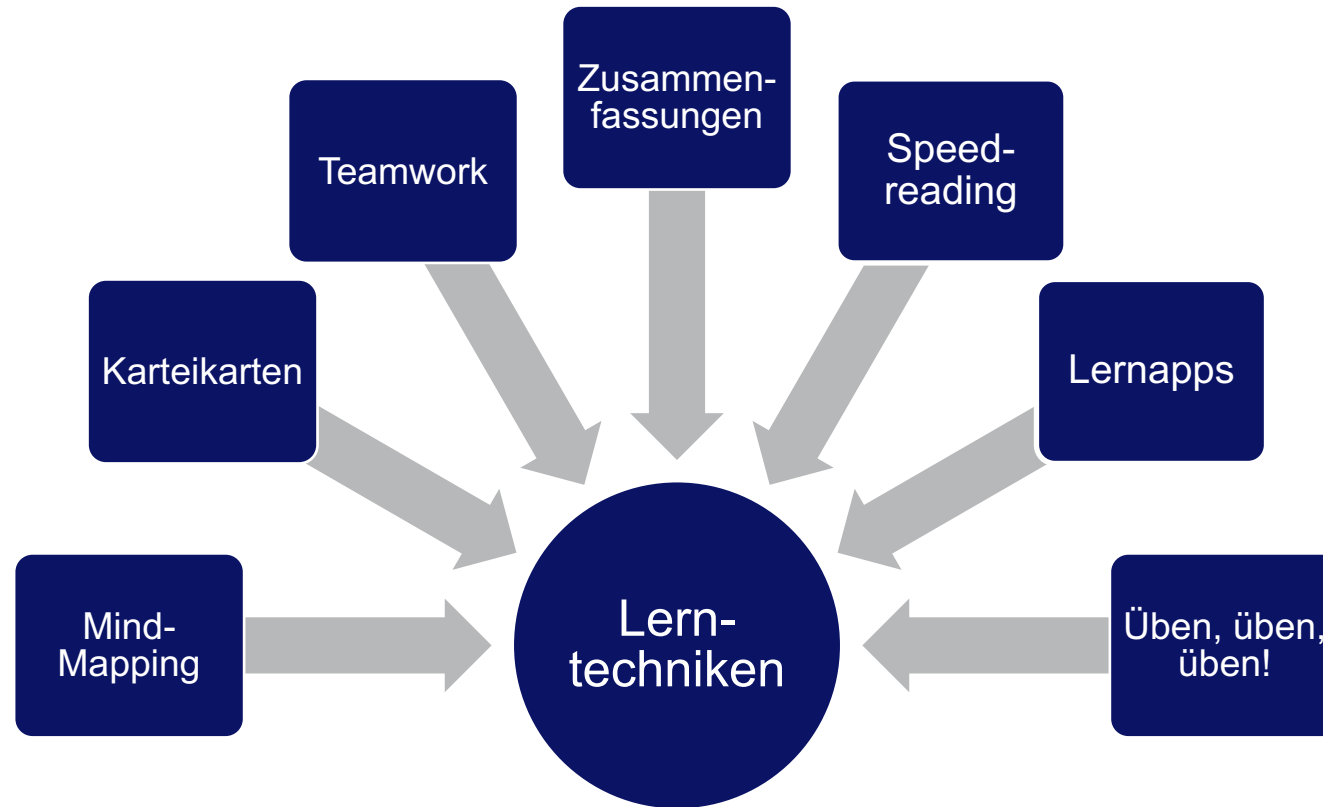 Zusammen-
fassungen
Teamwork
Speed-
reading
Karteikarten
Lernapps
Mind-
Mapping
Lern-
techniken
Üben, üben,
üben!